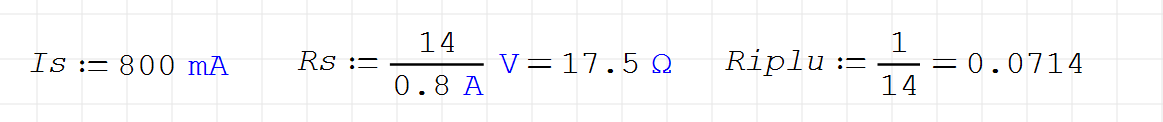 Is := 800 mA Rs := 14/0.8 A V = 17.5 Ω Riplu := 1/14 = 0.0714